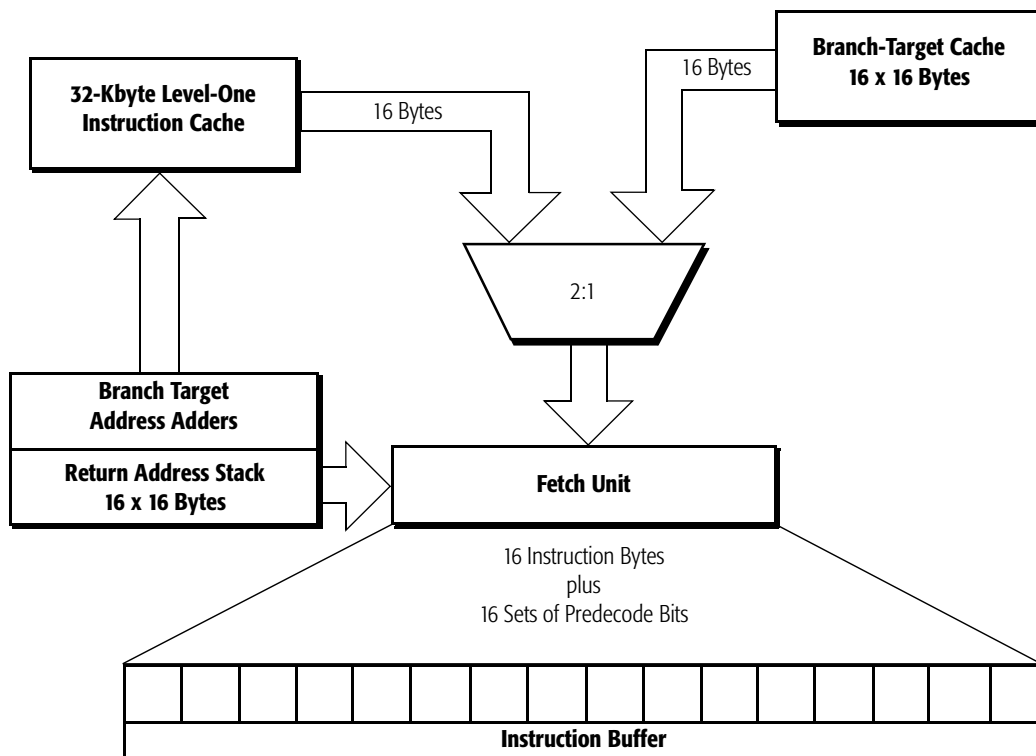 32-Kbyte Level-One
Instruction Cache
16 Bytes
16 Bytes
Branch-Target Cache
16 x 16 Bytes
2:1
Branch Target
Address Adders
Return Address Stack
16 x 16 Bytes
Fetch Unit
16 Instruction Bytes
plus
16 Sets of Predecode Bits
Instruction Buffer